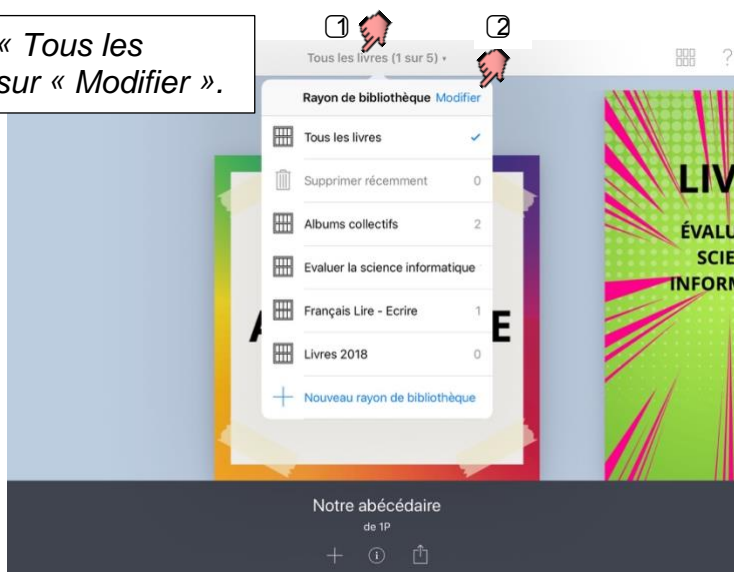 « Tous les
sur « Modifier ».
1 2
Tous les livres (1 sur 5)
?
Rayon de bibliothèque Modifier
Tous les livres
Supprimer récemment 0
Albums collectifs 2
Evaluer la science informatique
Français Lire - Ecrire 1
Livres 2018 0
Nouveau rayon de bibliothèque
A
E
LIV
ÉVALU
SCIE
INFORM
Notre abécédaire
de 1P